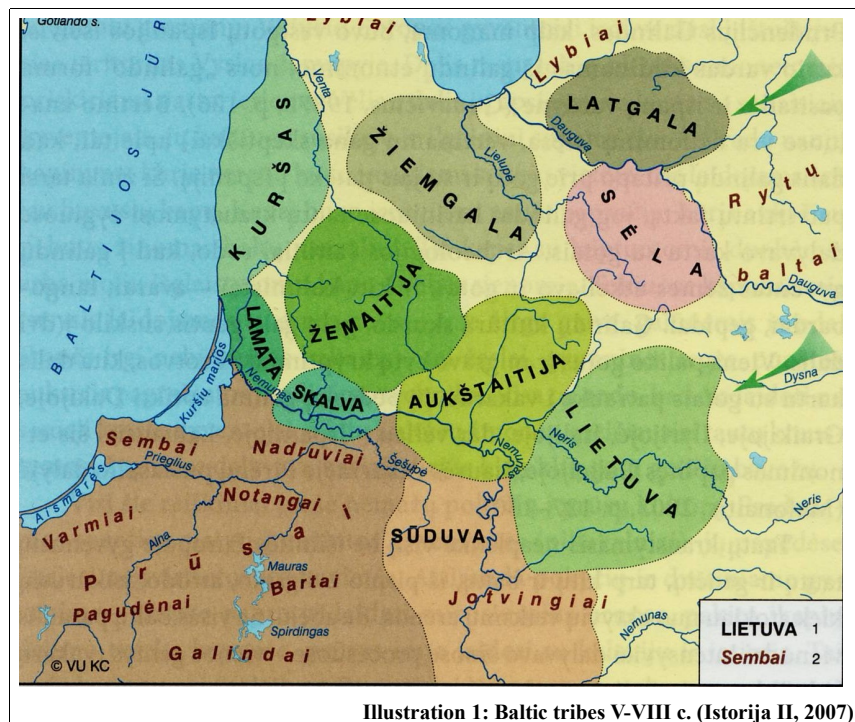 Gotlando s.
Lybiai
Lybiai
BALTIJOS JŪR
KURŠAS
Venta
ŽIEMGALA
Lielupė
Dauguva
LATGALA
SĖLA
Rytų
baltai
Dauguva
Dysna
LAMATA
ŽEMAITIJA
SKALVA
Nemunas
AUKŠTAITIJA
LIETUVA
Neris
Nemunas
Kuršių marios
Aismarės
Sembai
Prieglius
Nadruviai
Šešupė
Notangai
Varmiai
Alna
Prūsai
Mauras
Bartai
Pagudėnai
Spirdingas
Galindai
SŪDUVA
Jotvingiai
Nemunas
Neris
© VU KC
LIETUVA 1
Sembai 2
Illustration 1: Baltic tribes V-VIII c. (Istorija II, 2007)